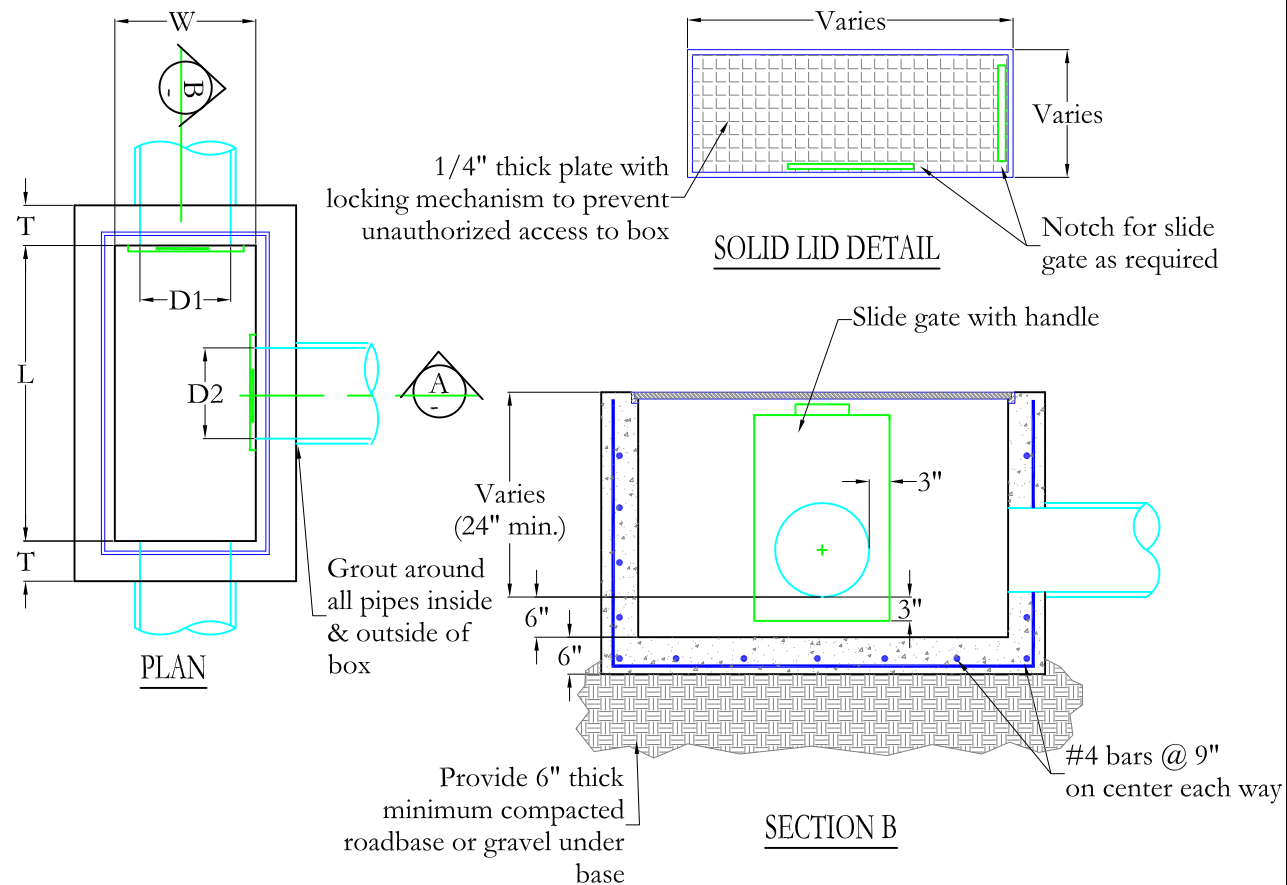 W
B
-
T
D1
L
D2
A
-
T
Grout around
all pipes inside
& outside of
box
PLAN
Varies
Varies
1/4" thick plate with
locking mechanism to prevent
unauthorized access to box
SOLID LID DETAIL
Notch for slide
gate as required
Slide gate with handle
Varies
(24" min.)
3"
3"
6"
6"
#4 bars @ 9"
on center each way
Provide 6" thick
minimum compacted
roadbase or gravel under
base
SECTION B